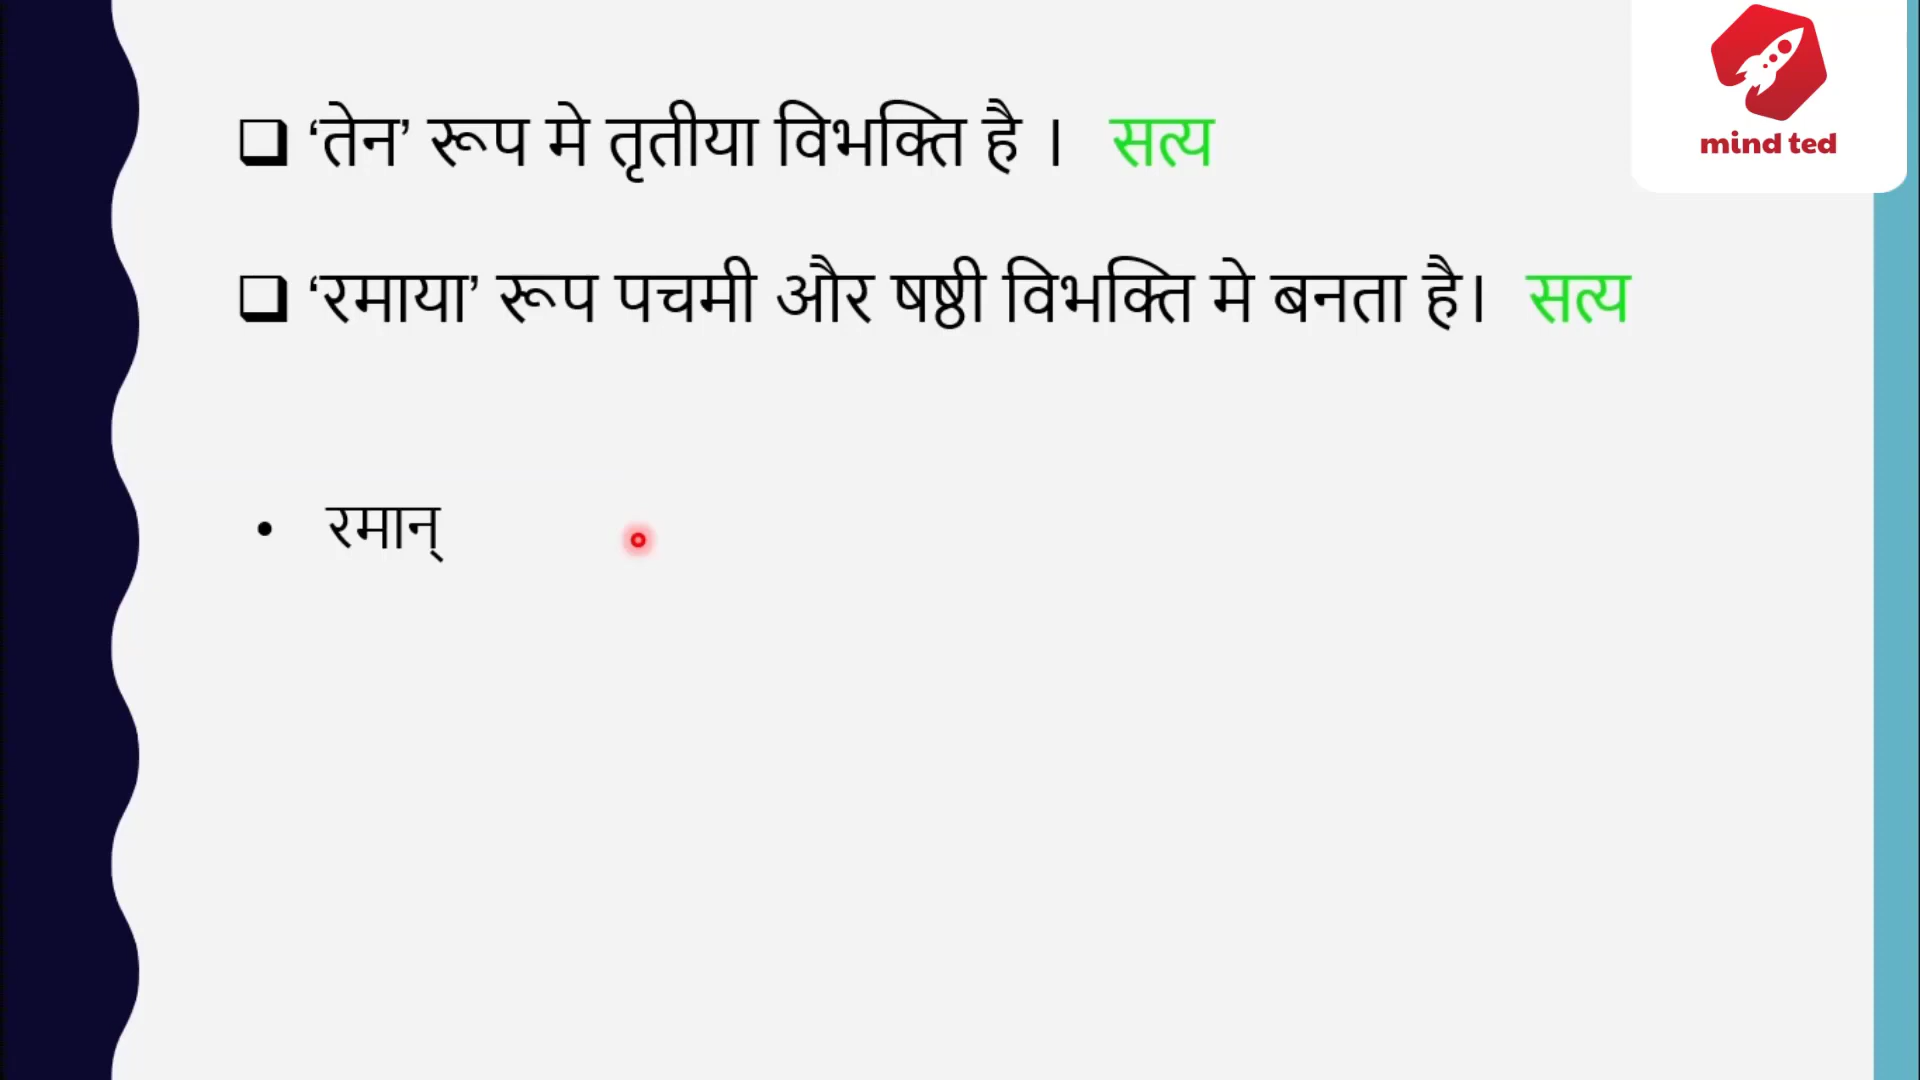 mind ted
‘तेन’ रूप मे तृतीया विभक्ति है । सत्य
‘रमाया’ रूप पचमी और षष्ठी विभक्ति मे बनता है। सत्य
• रमान्